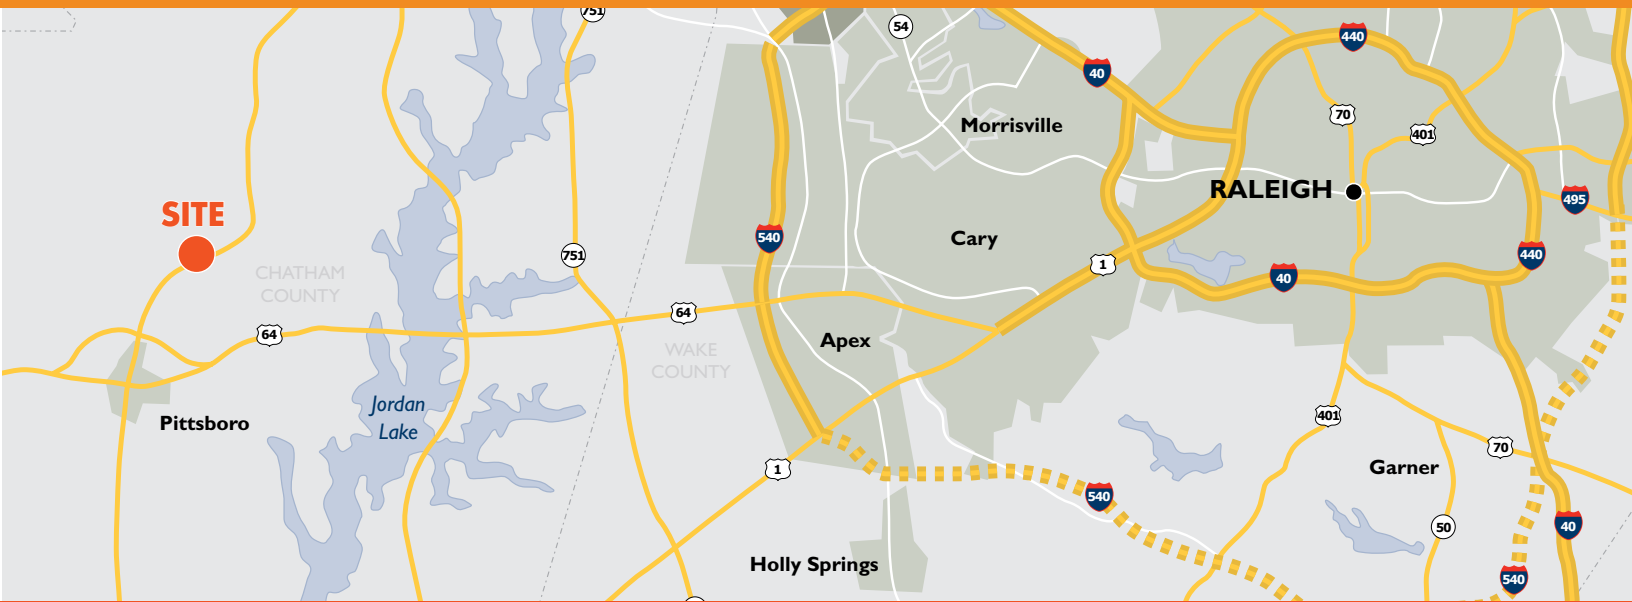 751
54
440
40
70
401
Morrisville
RALEIGH
495
SITE
540
Cary
751
1
440
40
CHATHAM
COUNTY
64
64
Apex
WAKE
COUNTY
Jordan
Lake
Pittsboro
401
70
1
Garner
540
50
40
Holly Springs
540